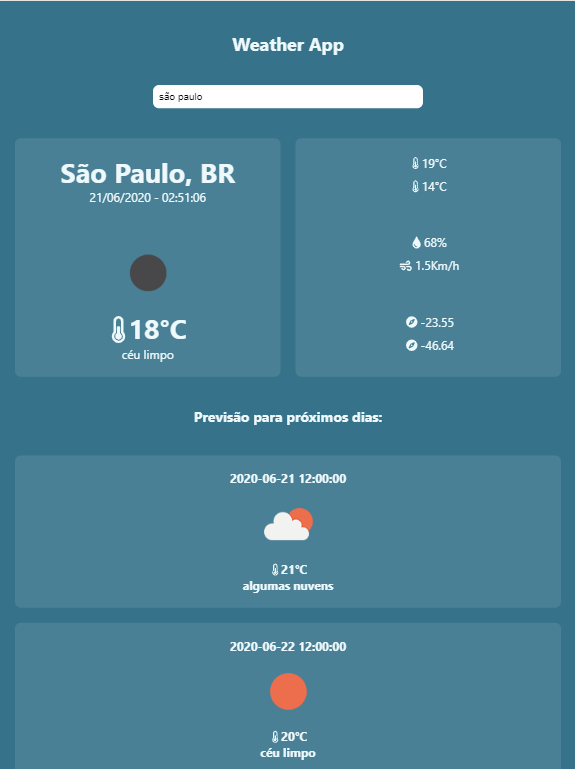 Weather App
são paulo
São Paulo, BR
21/06/2020 - 02:51:06
18°C
céu limpo
19°C
14°C
68%
1.5Km/h
-23.55
-46.64
Previsão para próximos dias:
2020-06-21 12:00:00
21°C
algumas nuvens
2020-06-22 12:00:00
20°C
céu limpo